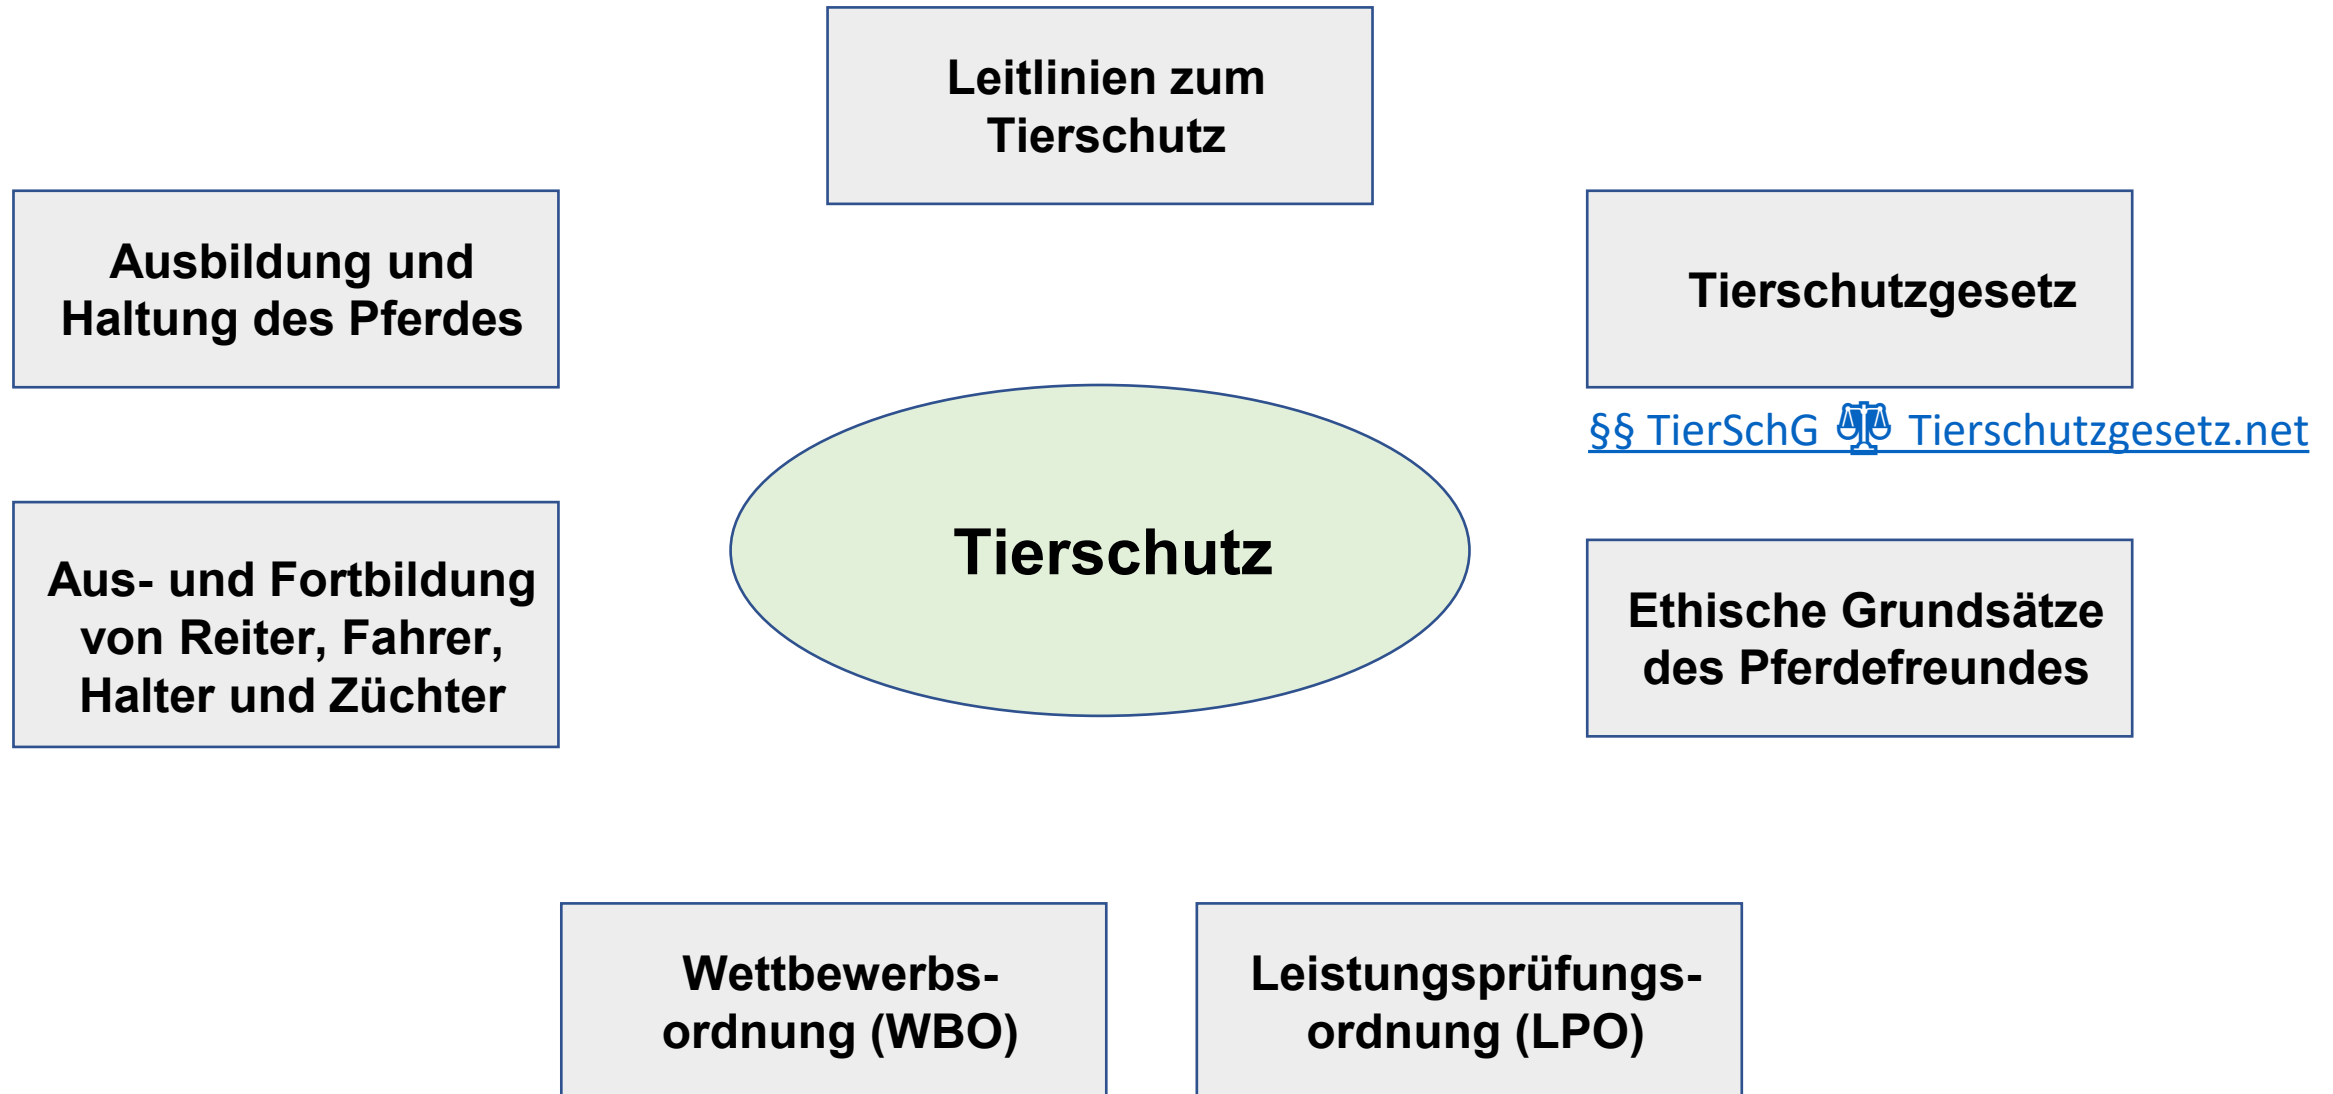 Leitlinien zum
Tierschutz
Ausbildung und
Haltung des Pferdes
Tierschutzgesetz
§§ TierSchG ⚖ Tierschutzgesetz.net
Tierschutz
Aus- und Fortbildung
von Reiter, Fahrer,
Halter und Züchter
Ethische Grundsätze
des Pferdefreundes
Wettbewerbs-
ordnung (WBO)
Leistungsprüfungs-
ordnung (LPO)